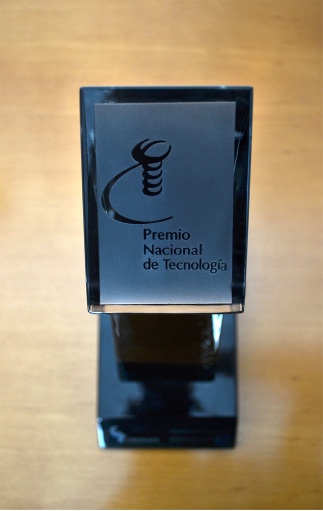 Premio
Nacional
de Tecnología